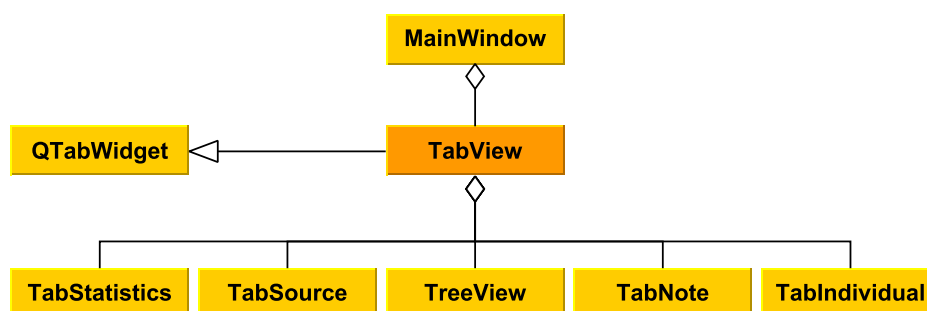 MainWindow
QTabWidget
TabView
TabStatistics
TabSource
TreeView
TabNote
TabIndividual